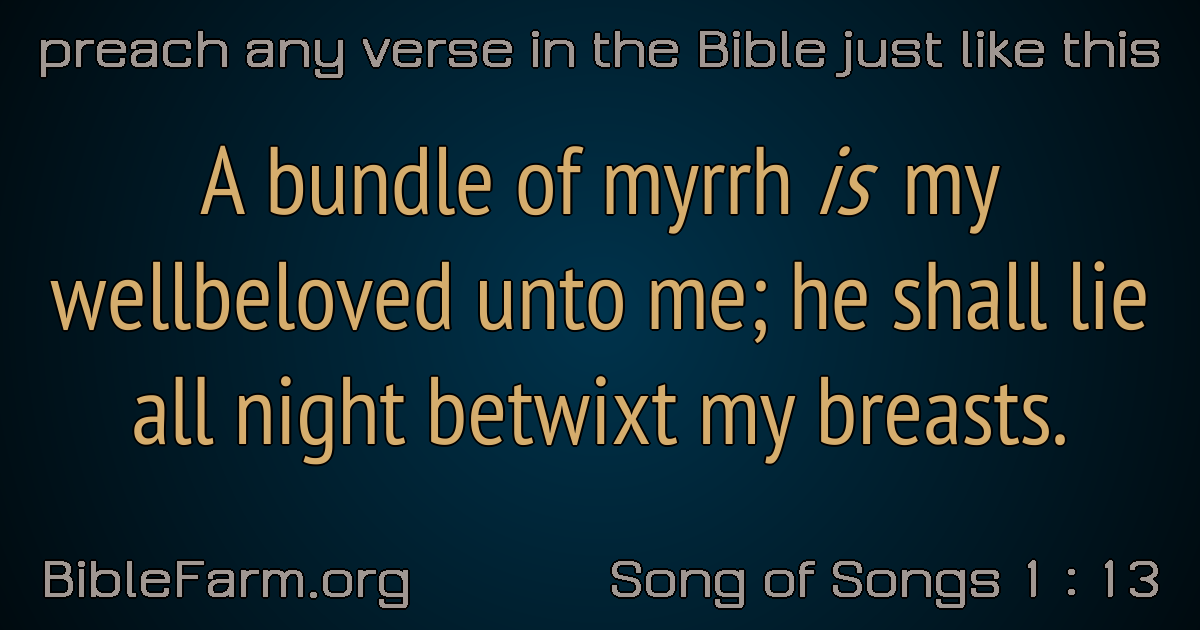 preach any verse in the Bible just like this
A bundle of myrrh is my
wellbeloved unto me; he shall lie
all night betwixt my breasts.
BibleFarm.org
Song of Songs 1 : 13